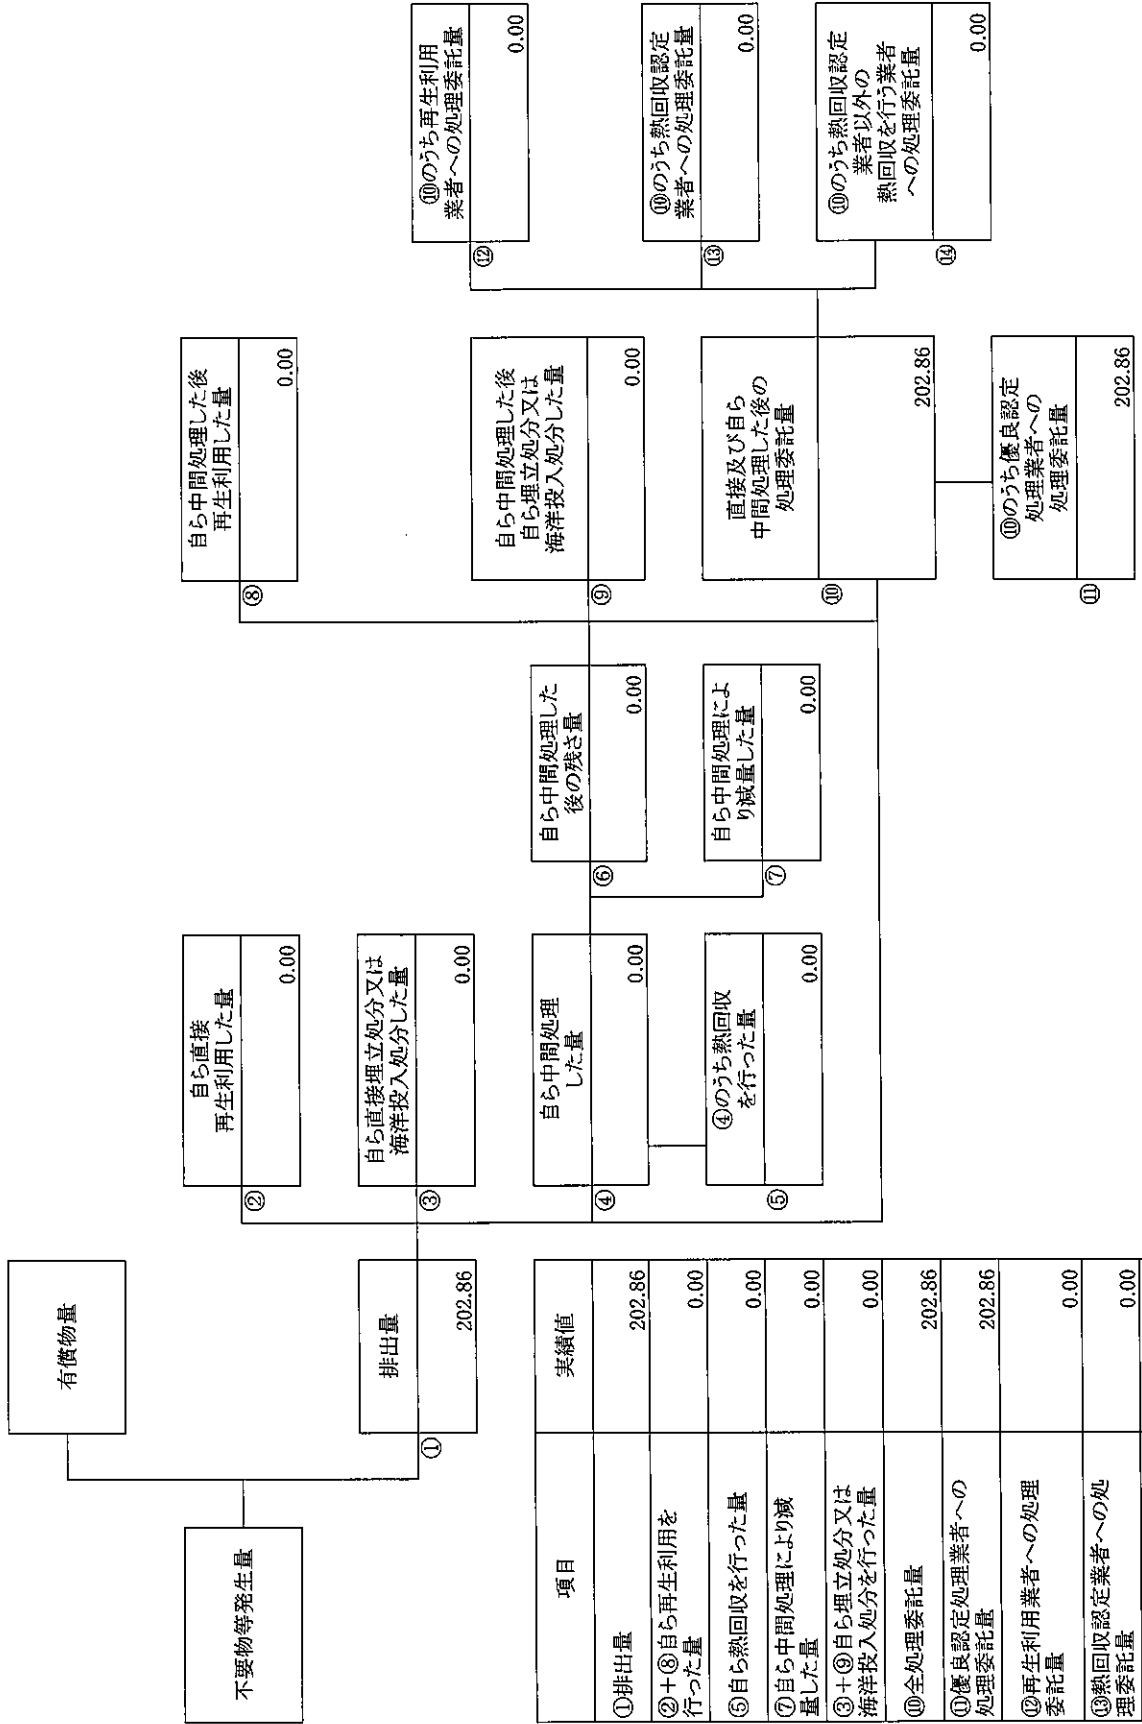 有償物量
不要物等発生量
①
排出量
202.86
②
自ら直接
再生利用した量
0.00
③
自ら直接埋立処分又は
海洋投入処分した量
0.00
④
自ら中間処理
した量
0.00
⑤
④のうち熱回収
を行った量
0.00
⑥
自ら中間処理した
後の残さ量
0.00
⑦
自ら中間処理によ
り減量した量
0.00
⑧
自ら中間処理した後
再生利用した量
0.00
⑨
自ら中間処理した後
自ら埋立処分又は
海洋投入処分した量
0.00
⑩
直接及び自ら
中間処理した後の
処理委託量
202.86
⑪
⑩のうち優良認定
処理業者への
処理委託量
202.86
⑫
⑩のうち再生利用
業者への処理委託量
0.00
⑬
⑩のうち熱回収認定
業者への処理委託量
0.00
⑭
⑩のうち熱回収認定
業者以外の
熱回収を行う業者
への処理委託量
0.00
項目 実績値
①排出量 202.86
②+⑧自ら再生利用を
行った量 0.00
⑤自ら熱回収を行った量 0.00
⑦自ら中間処理により減
量した量 0.00
③+⑨自ら埋立処分又は
海洋投入処分を行った量 0.00
⑩全処理委託量 202.86
⑪優良認定処理業者への
処理委託量 202.86
⑫再生利用業者への処理
委託量 0.00
⑬熱回収認定業者への処
理委託量 0.00